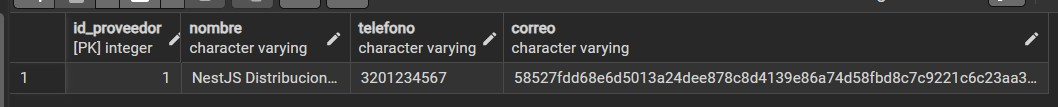 id_proveedor nombre telefono correo
[PK] integer character varying character varying character varying
1 1 NestJS Distribucion... 3201234567 58527fdd68e6d5013a24dee878c8d4139e86a74d58fbd8c7c9221c6c23aa3...